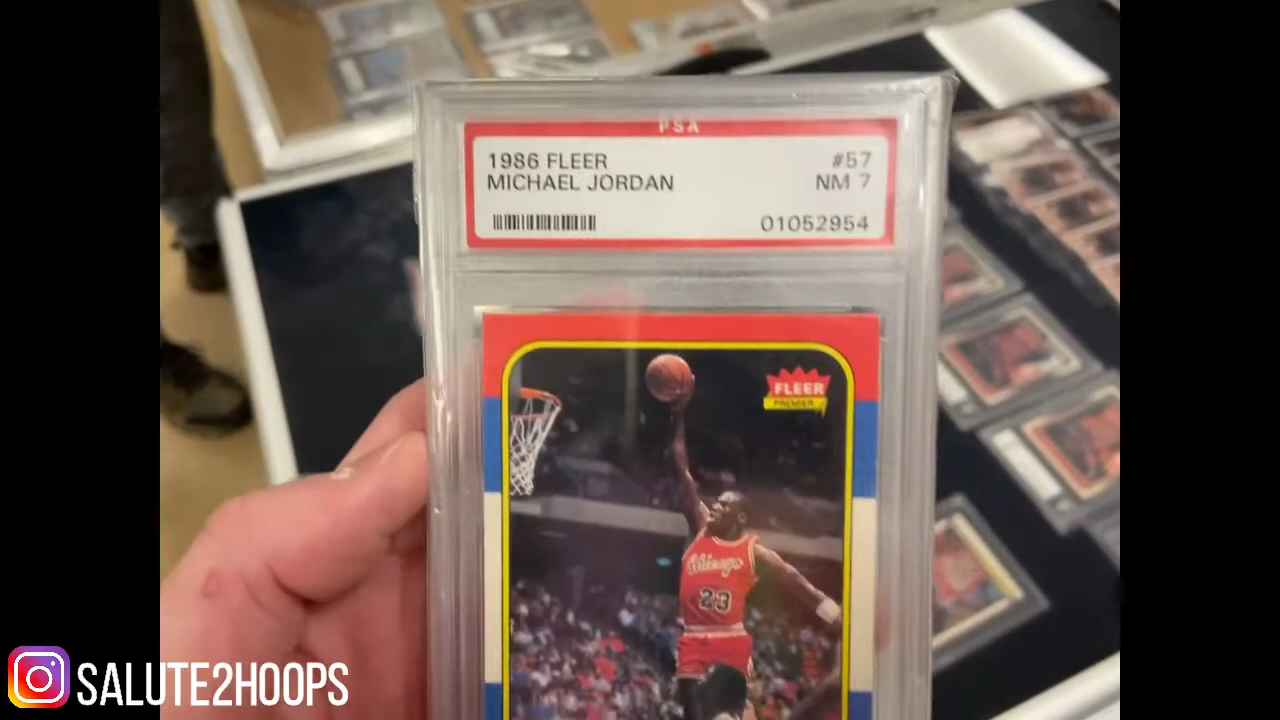 PSA
1986 FLEER
#57
MICHAEL JORDAN
NM 7
01052954
FLEER
PREMIER
Chicago
23
SALUTE2HOOPS